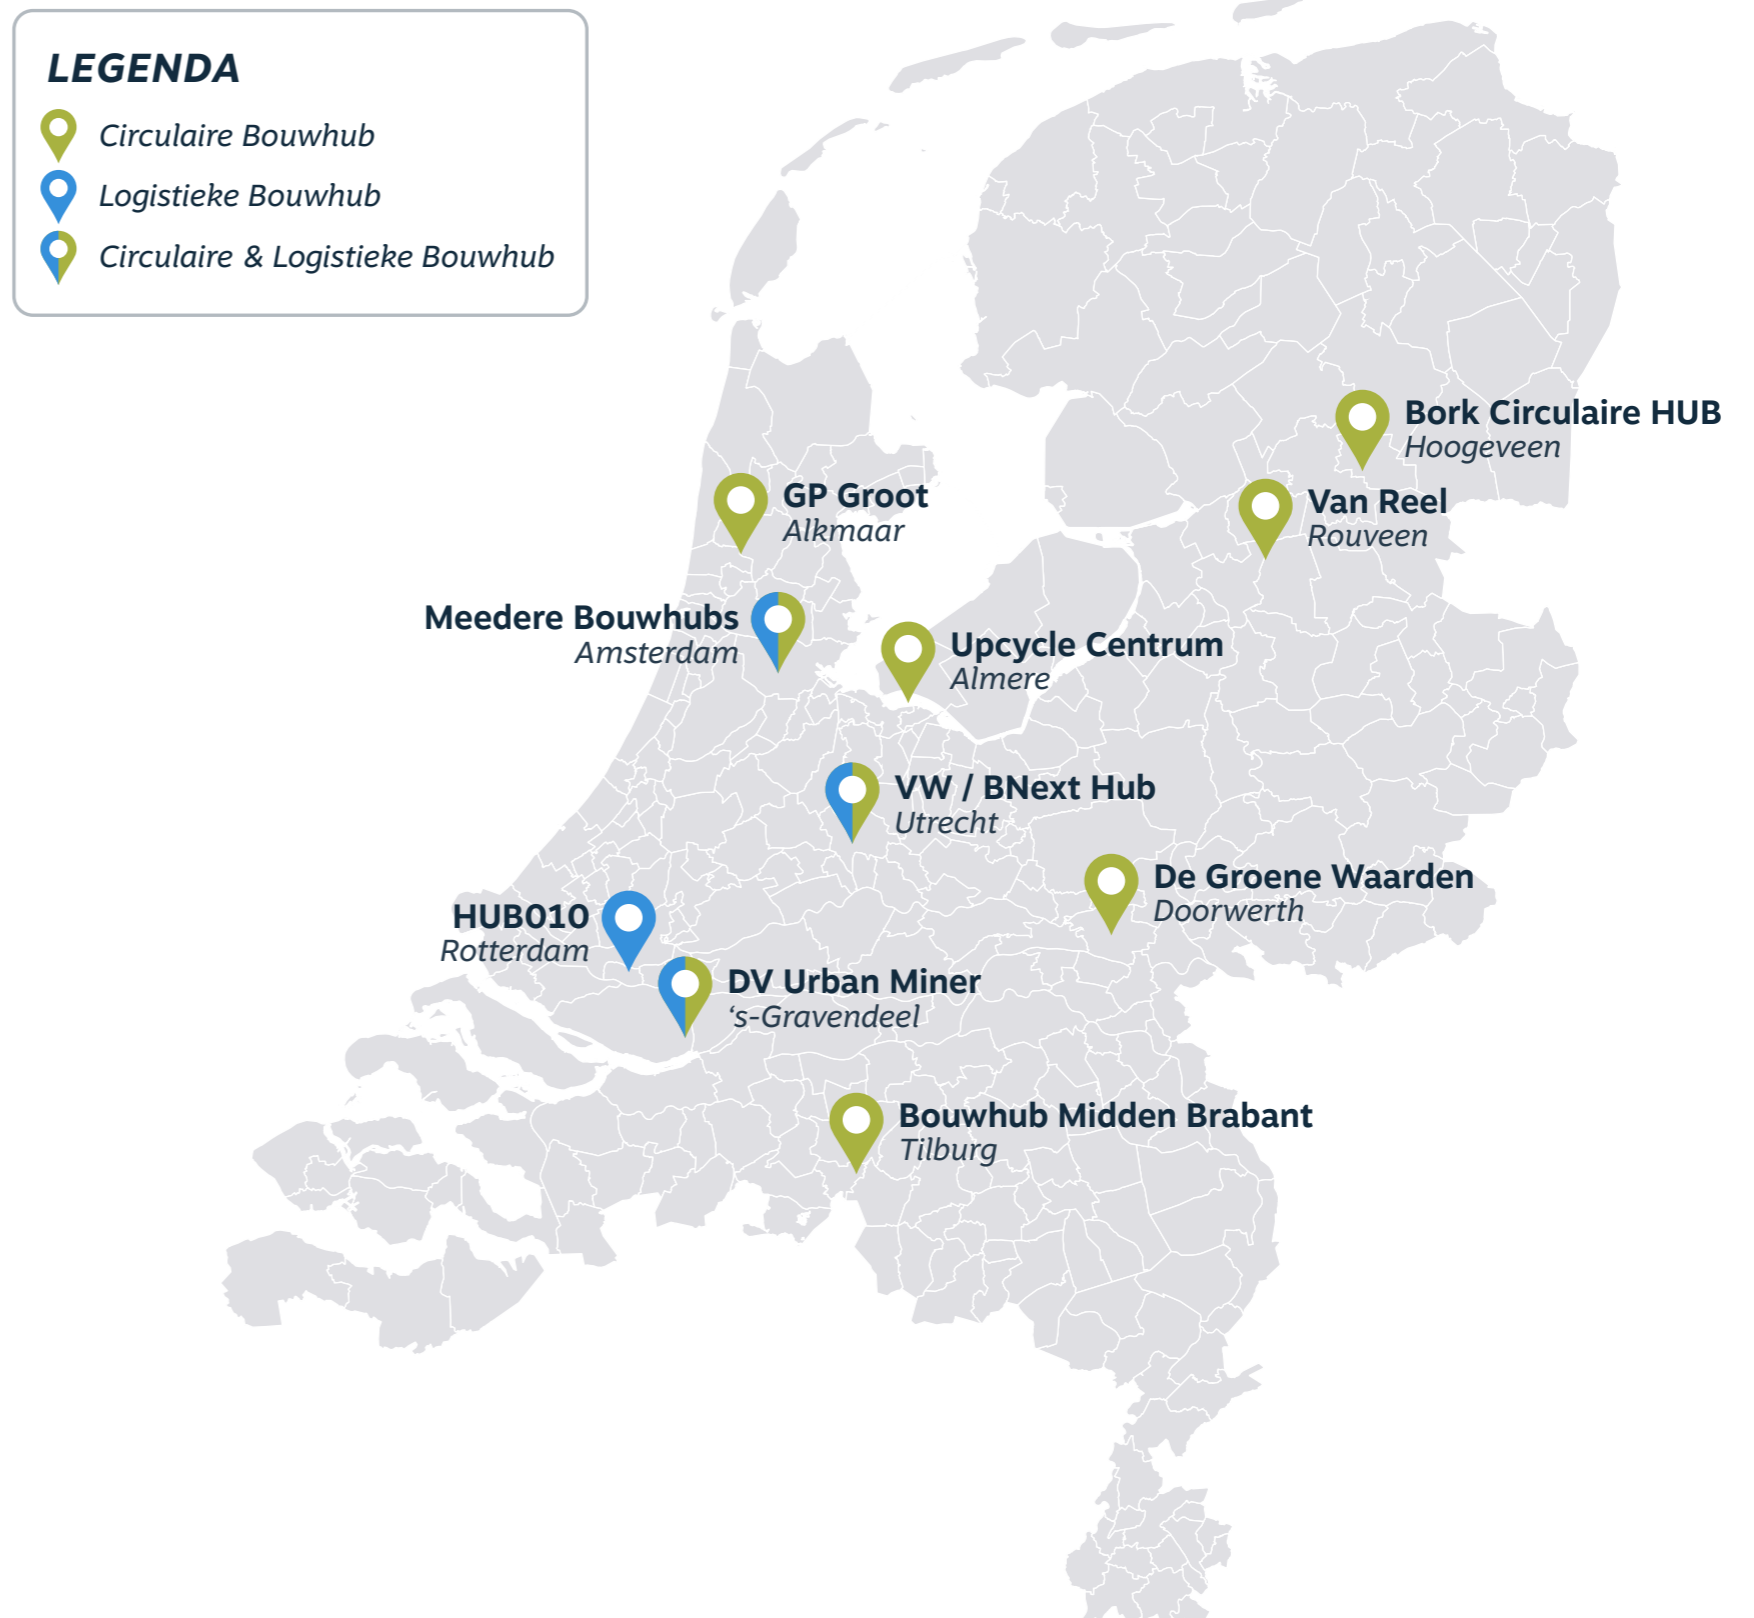 LEGENDA
Circulaire Bouwhub
Logistieke Bouwhub
Circulaire & Logistieke Bouwhub
Bork Circulaire HUB
Hoogeveen
GP Groot
Alkmaar
Van Reel
Rouveen
Meedere Bouwhubs
Amsterdam
Upcycle Centrum
Almere
VW / BNext Hub
Utrecht
De Groene Waarden
Doorwerth
HUB010
Rotterdam
DV Urban Miner
‘s-Gravendeel
Bouwhub Midden Brabant
Tilburg